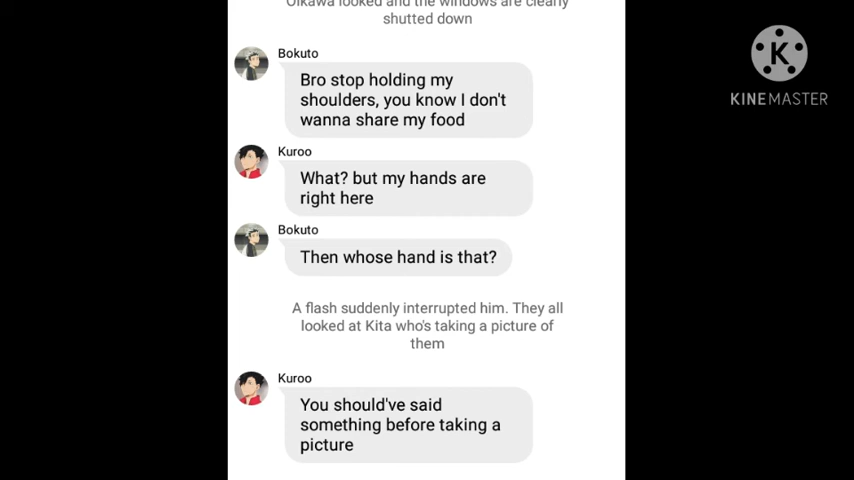 Oikawa looked and the windows are clearly
shutted down
Bokuto
Bro stop holding my
shoulders, you know I don't
wanna share my food
Kuroo
What? but my hands are
right here
Bokuto
Then whose hand is that?
A flash suddenly interrupted him. They all
looked at Kita who's taking a picture of
them
Kuroo
You should've said
something before taking a
picture
K
KINEMASTER